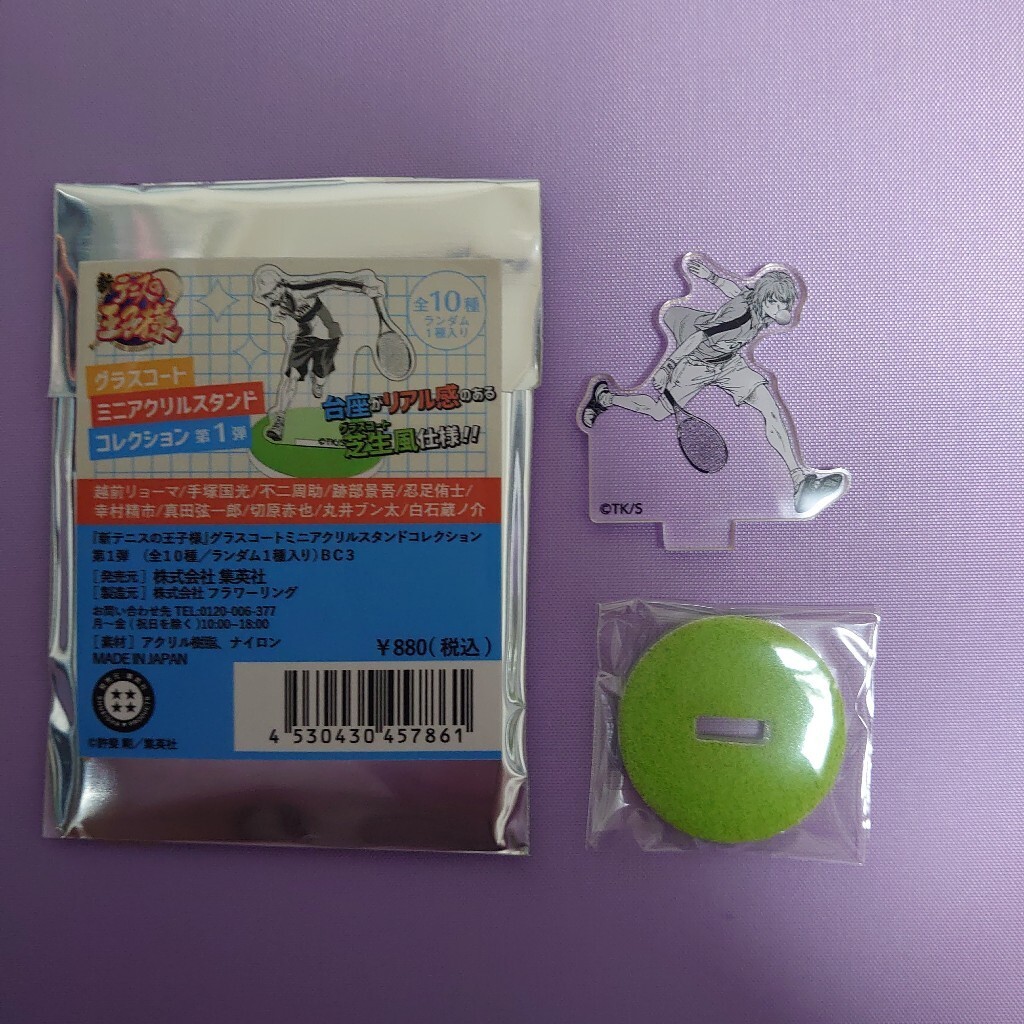 新テニスの
王子様
全10種
ランダム
1種入り
グラスコート
ミニアクリルスタンド
コレクション 第1弾
台座がリアル感のある
グラスコート
芝生風仕様!!
©TK/S
越前リョーマ/手塚国光/不二周助/跡部景吾/忍足侑士/
幸村精市/真田弦一郎/切原赤也/丸井ブン太/白石蔵ノ介
『新テニスの王子様』グラスコートミニアクリルスタンドコレクション
第1弾 (全10種/ランダム1種入り)BC3
[発売元] 株式会社 集英社
[製造元] 株式会社 フラワーリング
お問い合わせ先 TEL:0120-006-377
月〜金(祝日を除く)10:00-18:00
[素材] アクリル樹脂、ナイロン
¥880(税込)
MADE IN JAPAN
4 530430 457861
©許斐 剛/集英社
©TK/S